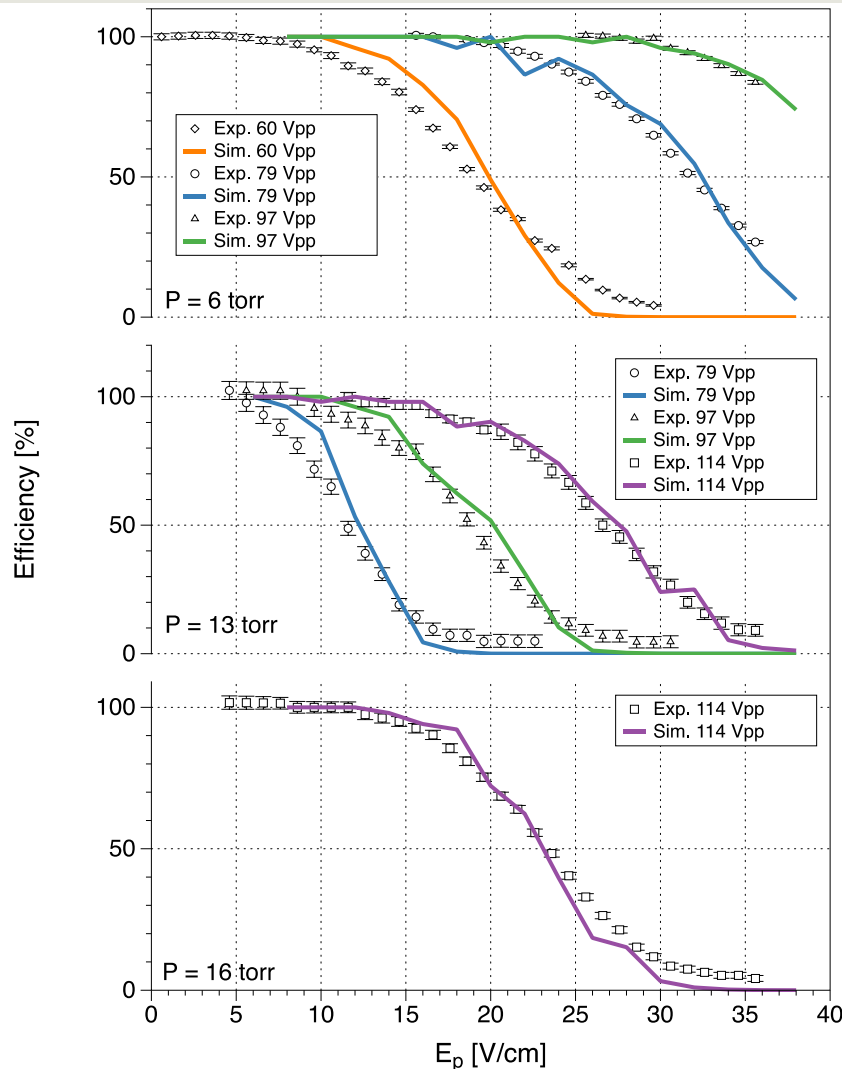 100
50
0
Exp. 60 Vpp
Sim. 60 Vpp
Exp. 79 Vpp
Sim. 79 Vpp
Exp. 97 Vpp
Sim. 97 Vpp
P = 6 torr
100
50
0
Exp. 79 Vpp
Sim. 79 Vpp
Exp. 97 Vpp
Sim. 97 Vpp
Exp. 114 Vpp
Sim. 114 Vpp
P = 13 torr
Efficiency [%]
100
50
0
Exp. 114 Vpp
Sim. 114 Vpp
P = 16 torr
0 5 10 15 20 25 30 35 40
Ep [V/cm]